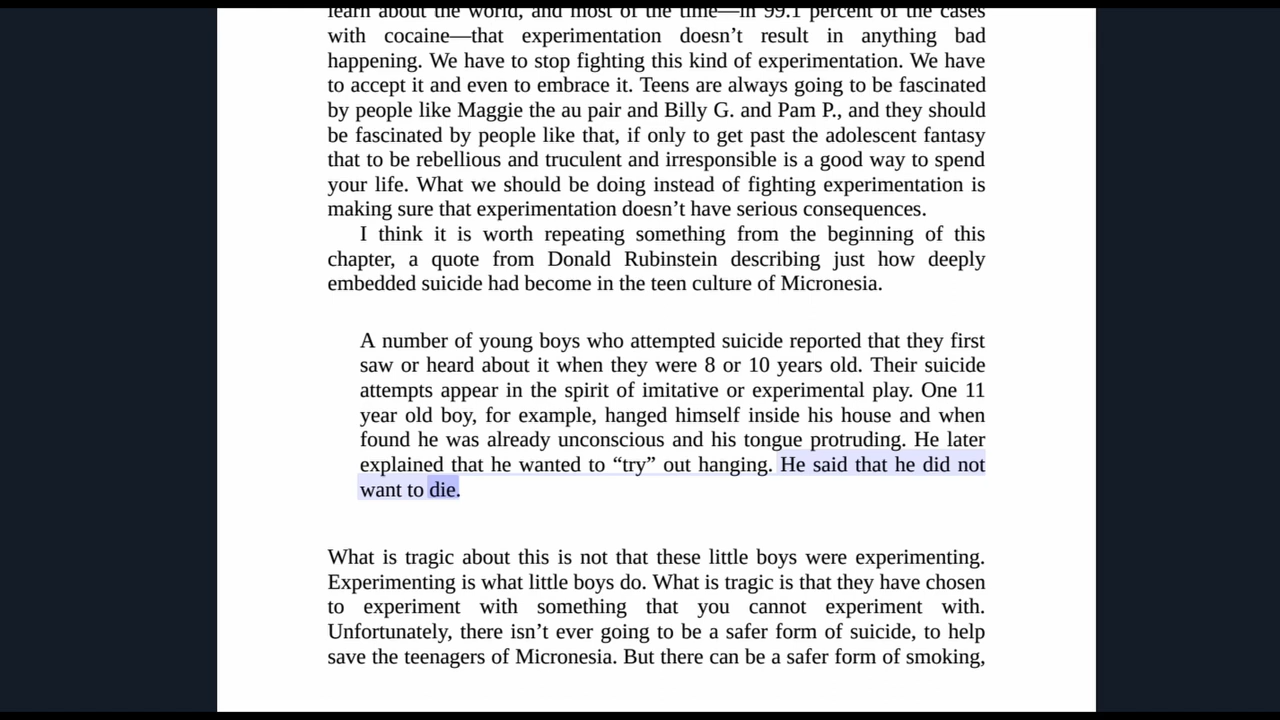 learn about the world, and most of the time—in 99.1 percent of the cases
with cocaine—that experimentation doesn’t result in anything bad
happening. We have to stop fighting this kind of experimentation. We have
to accept it and even to embrace it. Teens are always going to be fascinated
by people like Maggie the au pair and Billy G. and Pam P., and they should
be fascinated by people like that, if only to get past the adolescent fantasy
that to be rebellious and truculent and irresponsible is a good way to spend
your life. What we should be doing instead of fighting experimentation is
making sure that experimentation doesn’t have serious consequences.
I think it is worth repeating something from the beginning of this
chapter, a quote from Donald Rubinstein describing just how deeply
embedded suicide had become in the teen culture of Micronesia.
A number of young boys who attempted suicide reported that they first
saw or heard about it when they were 8 or 10 years old. Their suicide
attempts appear in the spirit of imitative or experimental play. One 11
year old boy, for example, hanged himself inside his house and when
found he was already unconscious and his tongue protruding. He later
explained that he wanted to “try” out hanging. He said that he did not
want to die.
What is tragic about this is not that these little boys were experimenting.
Experimenting is what little boys do. What is tragic is that they have chosen
to experiment with something that you cannot experiment with.
Unfortunately, there isn’t ever going to be a safer form of suicide, to help
save the teenagers of Micronesia. But there can be a safer form of smoking,